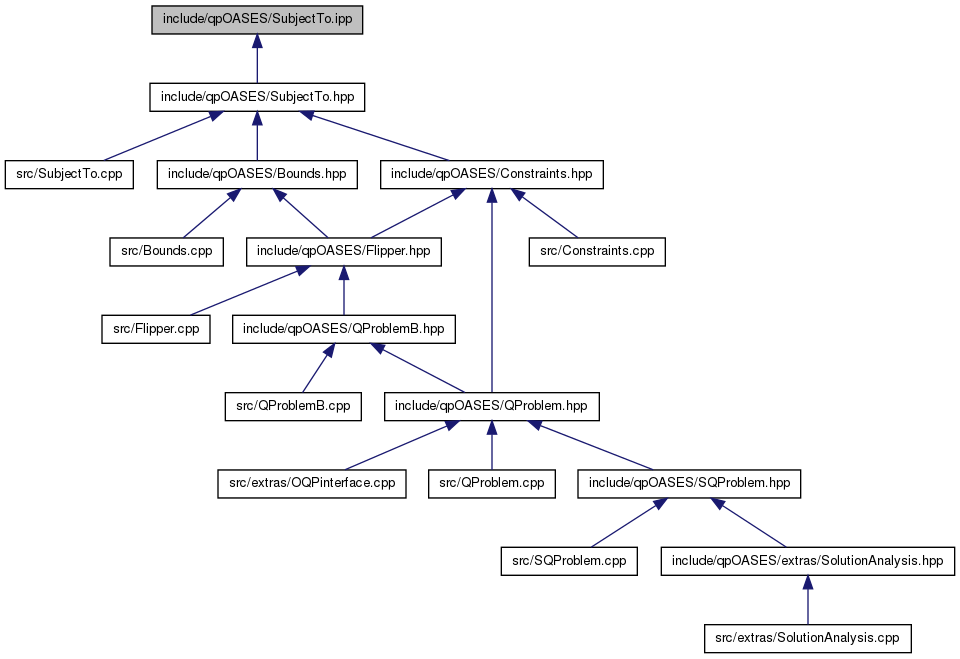 include/qpOASES/SubjectTo.ipp
include/qpOASES/SubjectTo.hpp
src/SubjectTo.cpp
include/qpOASES/Bounds.hpp
include/qpOASES/Constraints.hpp
src/Bounds.cpp
include/qpOASES/Flipper.hpp
src/Constraints.cpp
src/Flipper.cpp
include/qpOASES/QProblemB.hpp
src/QProblemB.cpp
include/qpOASES/QProblem.hpp
src/extras/OQPinterface.cpp
src/QProblem.cpp
include/qpOASES/SQProblem.hpp
src/SQProblem.cpp
include/qpOASES/extras/SolutionAnalysis.hpp
src/extras/SolutionAnalysis.cpp